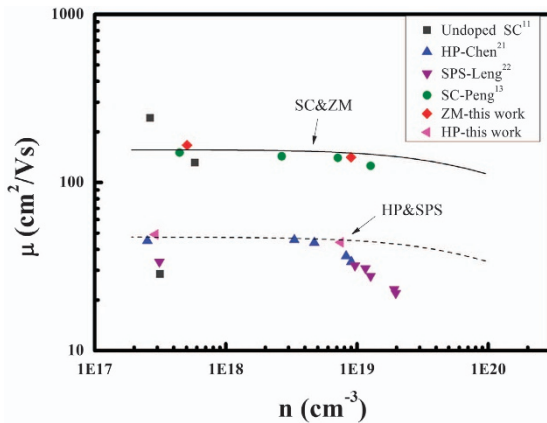 1000
100
10
μ (cm²/Vs)
Undoped SC¹¹
HP-Chen²¹
SPS-Leng²²
SC-Peng¹³
ZM-this work
HP-this work
SC&ZM
HP&SPS
1E17
1E18
1E19
1E20
n (cm⁻³)